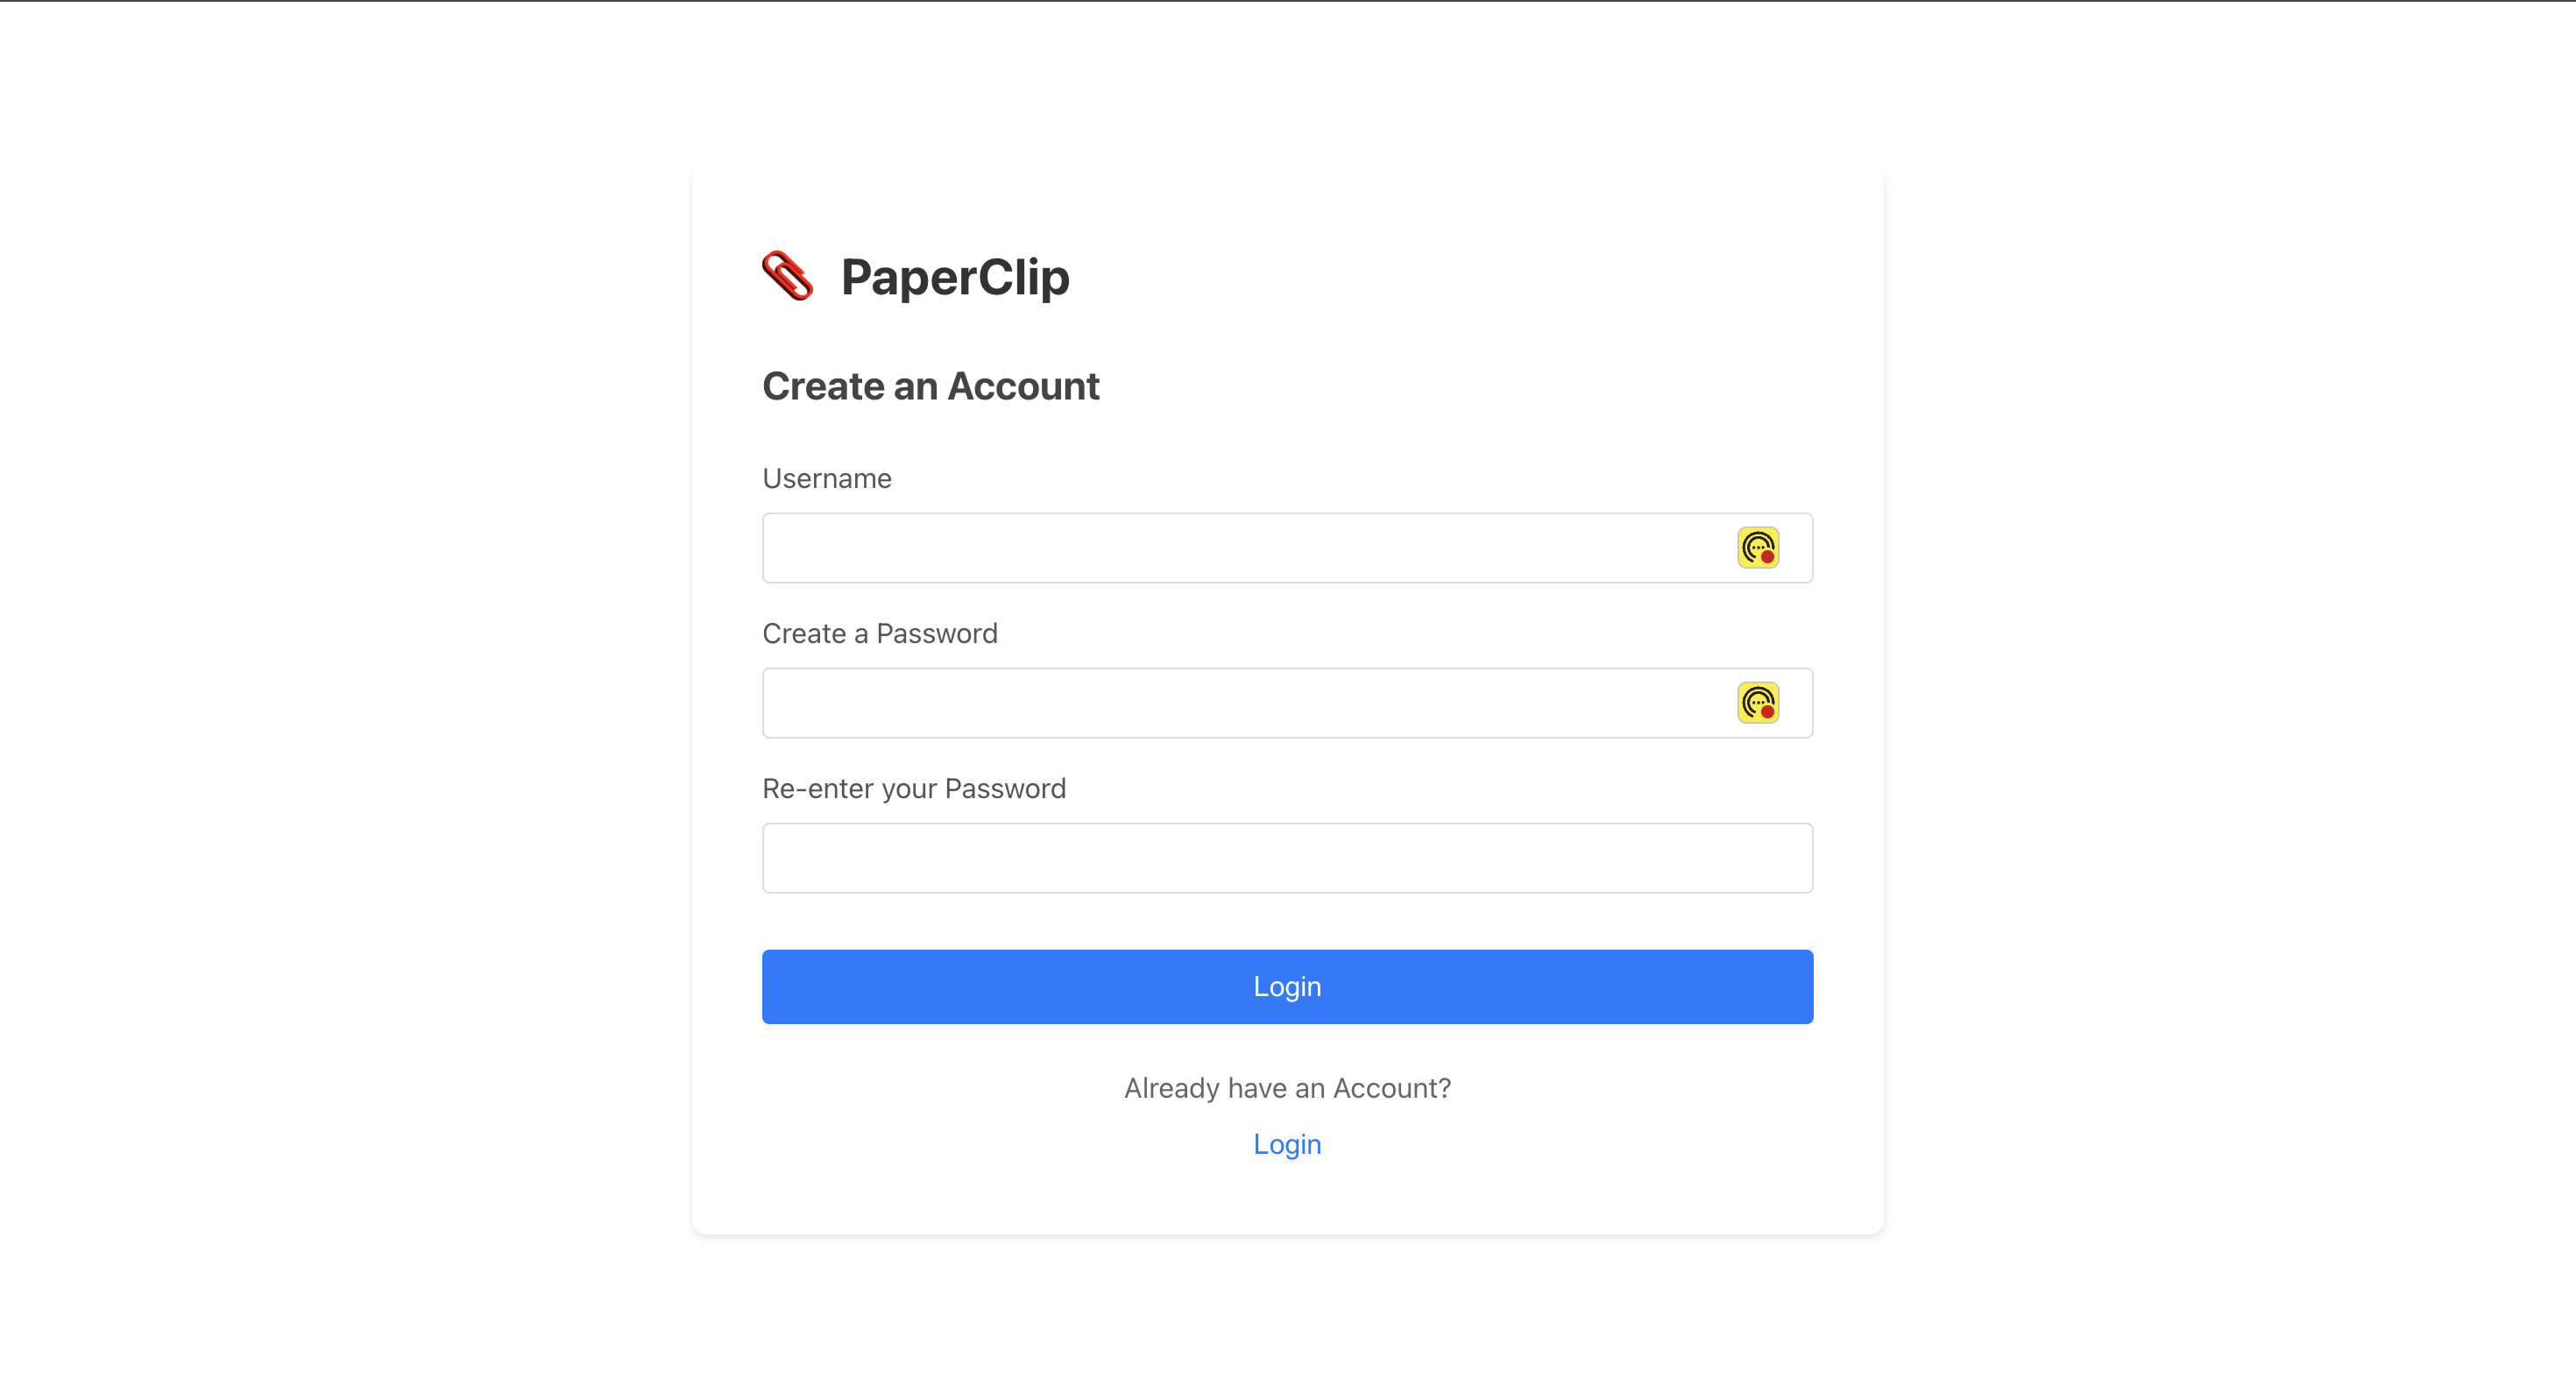 PaperClip
Create an Account
Username
Create a Password
Re-enter your Password
Login
Already have an Account?
Login